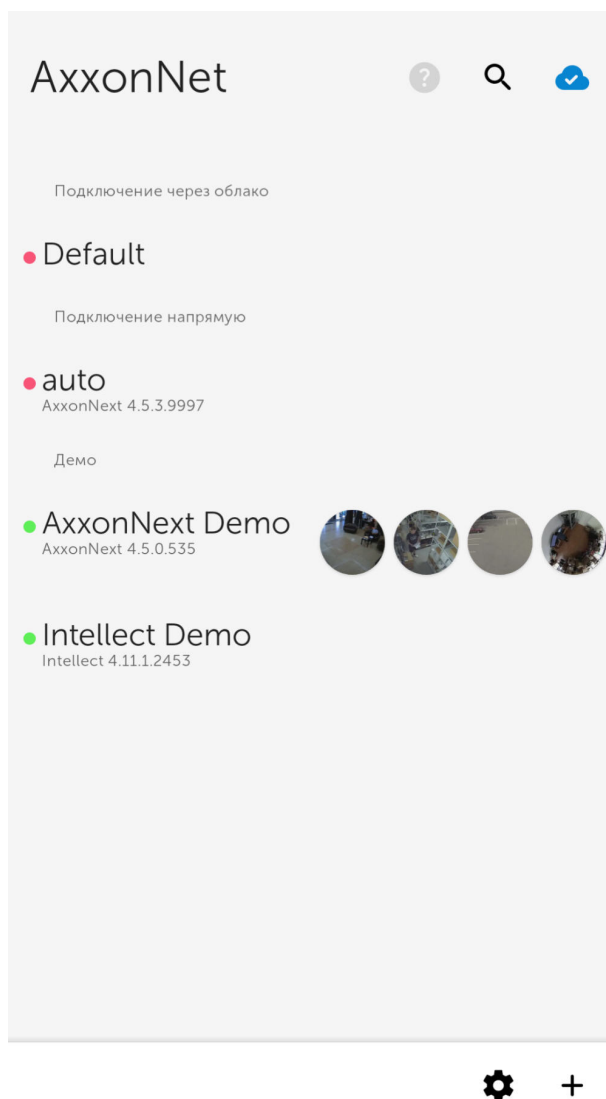 AxxonNet
Подключение через облако
Default
Подключение напрямую
auto
AxxonNext 4.5.3.9997
Демо
AxxonNext Demo
AxxonNext 4.5.0.535
Intellect Demo
Intellect 4.11.1.2453